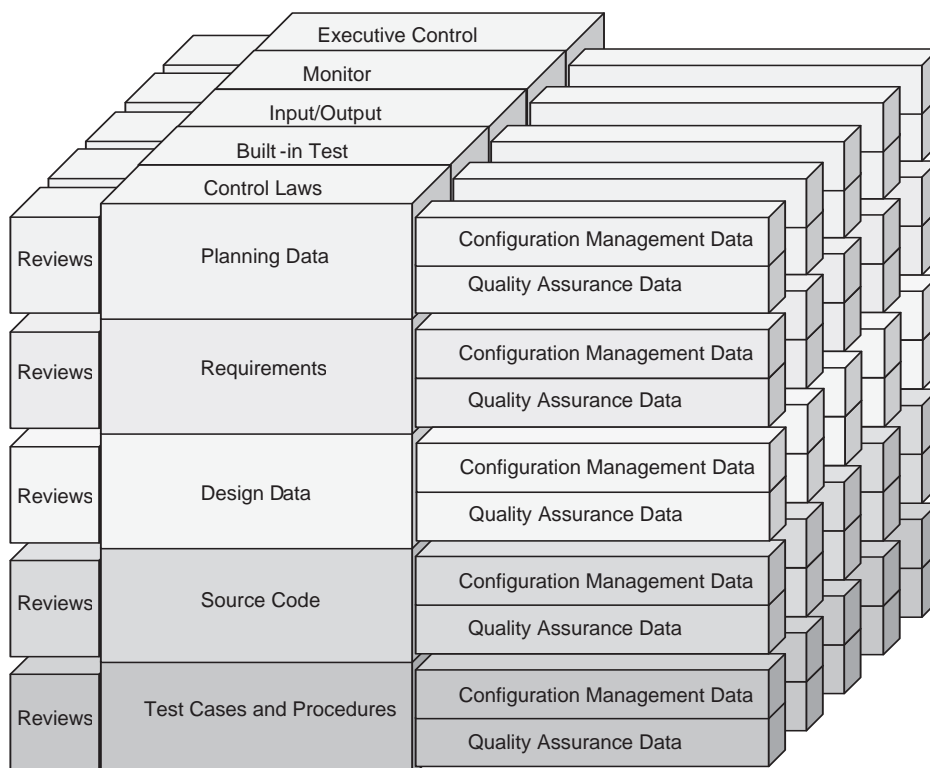 Executive Control
Monitor
Input/Output
Built-in Test
Control Laws
Reviews
Planning Data
Configuration Management Data
Quality Assurance Data
Reviews
Requirements
Configuration Management Data
Quality Assurance Data
Reviews
Design Data
Configuration Management Data
Quality Assurance Data
Reviews
Source Code
Configuration Management Data
Quality Assurance Data
Reviews
Test Cases and Procedures
Configuration Management Data
Quality Assurance Data